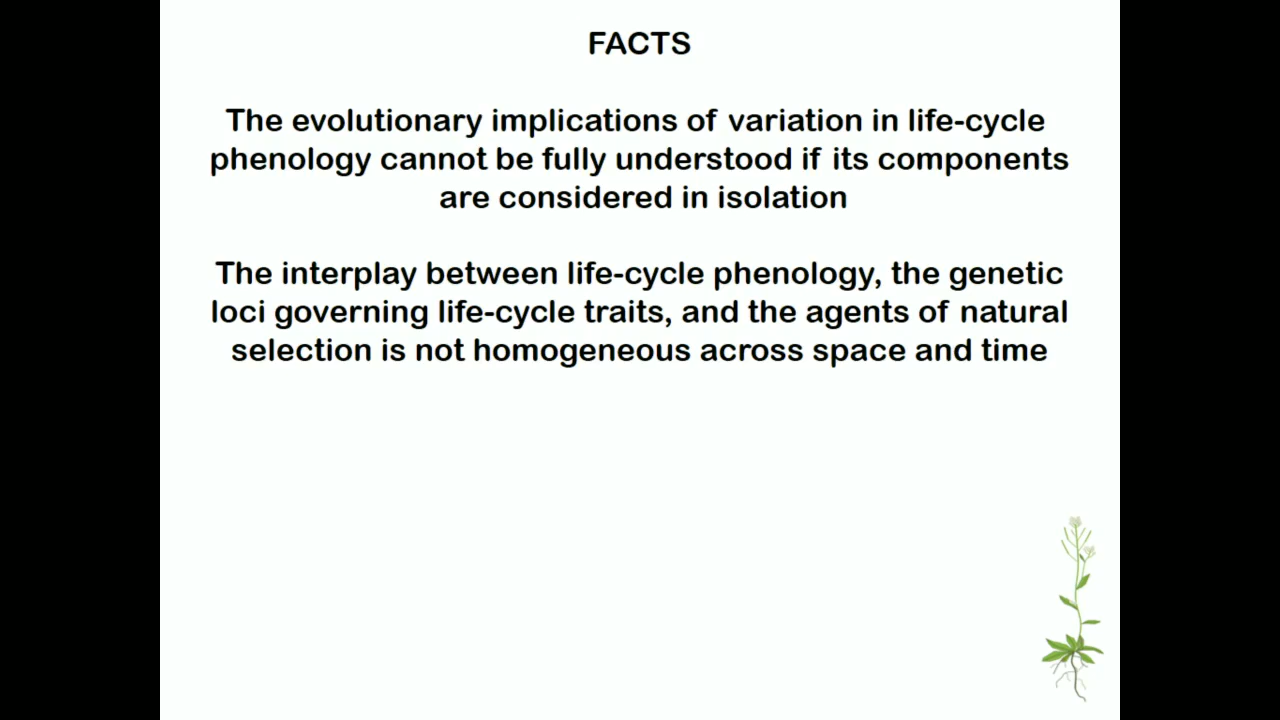 FACTS
The evolutionary implications of variation in life-cycle
phenology cannot be fully understood if its components
are considered in isolation
The interplay between life-cycle phenology, the genetic
loci governing life-cycle traits, and the agents of natural
selection is not homogeneous across space and time